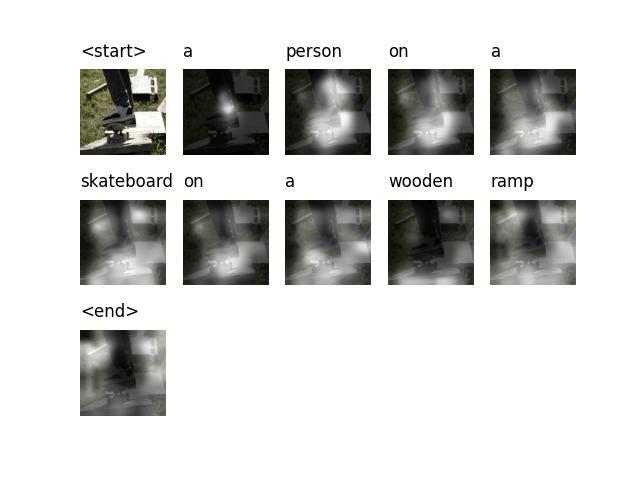 <start> a person on a
skateboard on a wooden ramp
<end>